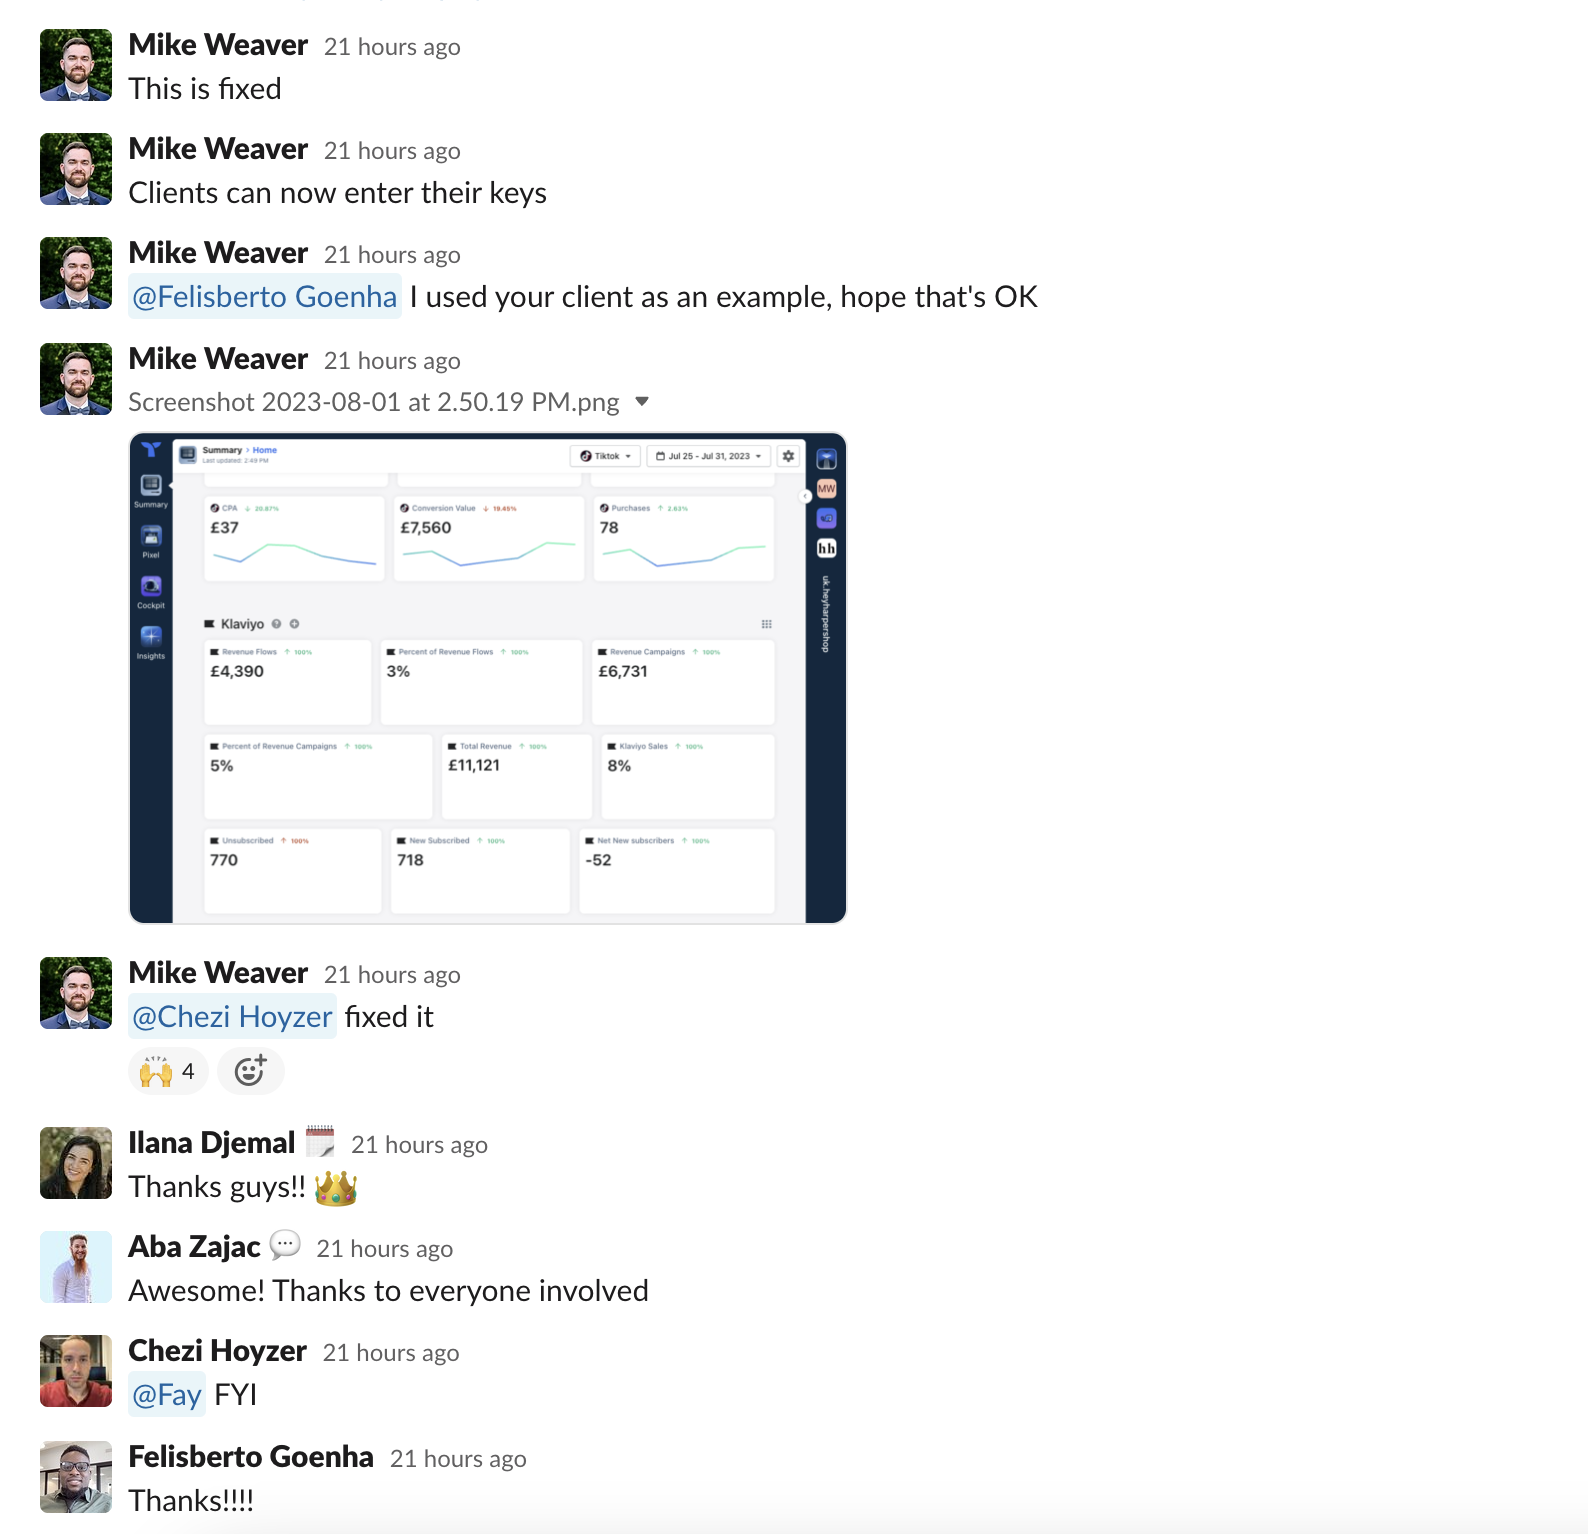 Mike Weaver 21 hours ago
This is fixed
Mike Weaver 21 hours ago
Clients can now enter their keys
Mike Weaver 21 hours ago
@Felisberto Goenha I used your client as an example, hope that's OK
Mike Weaver 21 hours ago
Screenshot 2023-08-01 at 2.50.19 PM.png
Summary > Home
Last updated: 2:49 PM
Tiktok
Jul 25 - Jul 31, 2023
Summary
Pixel
Cockpit
Insights
MW
hh
uk.heyharpershop
CPA ↓ 20.87%
£37
Conversion Value ↓ 19.45%
£7,560
Purchases ↑ 2.63%
78
Klaviyo
Revenue Flows ↑ 100%
£4,390
Percent of Revenue Flows ↑ 100%
3%
Revenue Campaigns ↑ 100%
£6,731
Percent of Revenue Campaigns ↑ 100%
5%
Total Revenue ↑ 100%
£11,121
Klaviyo Sales ↑ 100%
8%
Unsubscribed ↑ 100%
770
New Subscribed ↑ 100%
718
Net New subscribers ↑ 100%
-52
Mike Weaver 21 hours ago
@Chezi Hoyzer fixed it
4
Ilana Djemal 21 hours ago
Thanks guys!!
Aba Zajac 21 hours ago
Awesome! Thanks to everyone involved
Chezi Hoyzer 21 hours ago
@Fay FYI
Felisberto Goenha 21 hours ago
Thanks!!!!